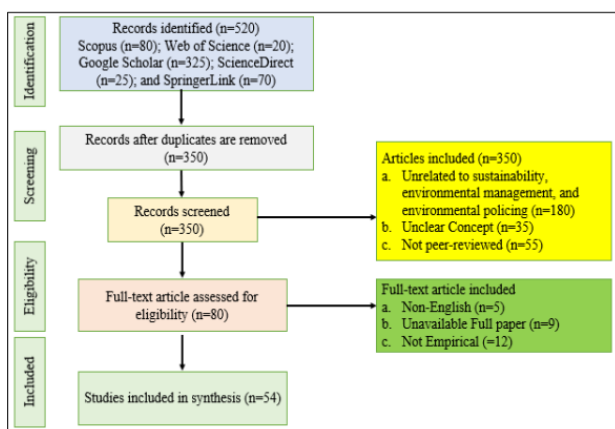 Identification
Records identified (n=520)
Scopus (n=80); Web of Science (n=20);
Google Scholar (n=325); ScienceDirect
(n=25); and SpringerLink (n=70)
Screening
Records after duplicates are removed
(n=350)
Records screened
(n=350)
Articles included (n=350)
a. Unrelated to sustainability,
environmental management, and
environmental policing (n=180)
b. Unclear Concept (n=35)
c. Not peer-reviewed (n=55)
Eligibility
Full-text article assessed for
eligibility (n=80)
Full-text article included
a. Non-English (n=5)
b. Unavailable Full paper (n=9)
c. Not Empirical (=12)
Included
Studies included in synthesis (n=54)